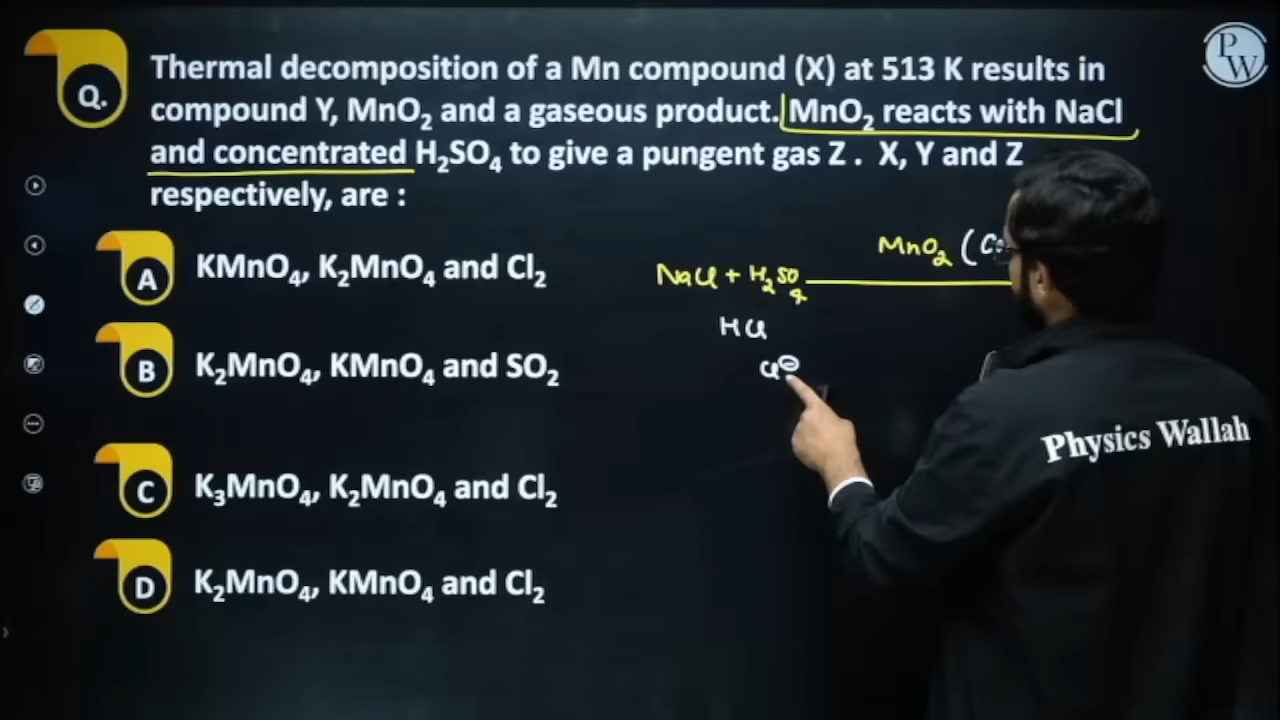 P
W
Q.
Thermal decomposition of a Mn compound (X) at 513 K results in
compound Y, MnO₂ and a gaseous product. MnO₂ reacts with NaCl
and concentrated H₂SO₄ to give a pungent gas Z . X, Y and Z
respectively, are :
A
KMnO₄, K₂MnO₄ and Cl₂
B
K₂MnO₄, KMnO₄ and SO₂
C
K₃MnO₄, K₂MnO₄ and Cl₂
D
K₂MnO₄, KMnO₄ and Cl₂
MnO₂
NaCl + H₂SO₄
HCl
Cl⊖
Physics Wallah